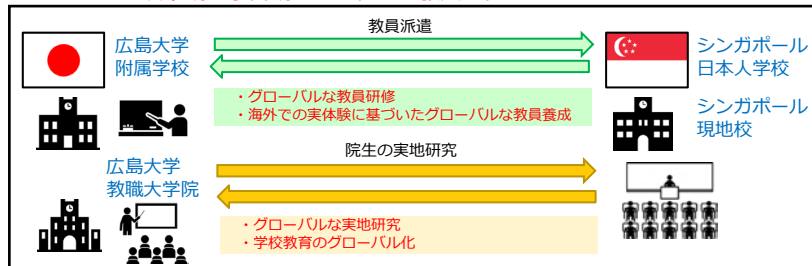 教員派遣
広島大学
附属学校
シンガポール
日本人学校
・グローバルな教員研修
・海外での実体験に基づいたグローバルな教員養成
シンガポール
現地校
院生の実地研究
広島大学
教職大学院
・グローバルな実地研究
・学校教育のグローバル化